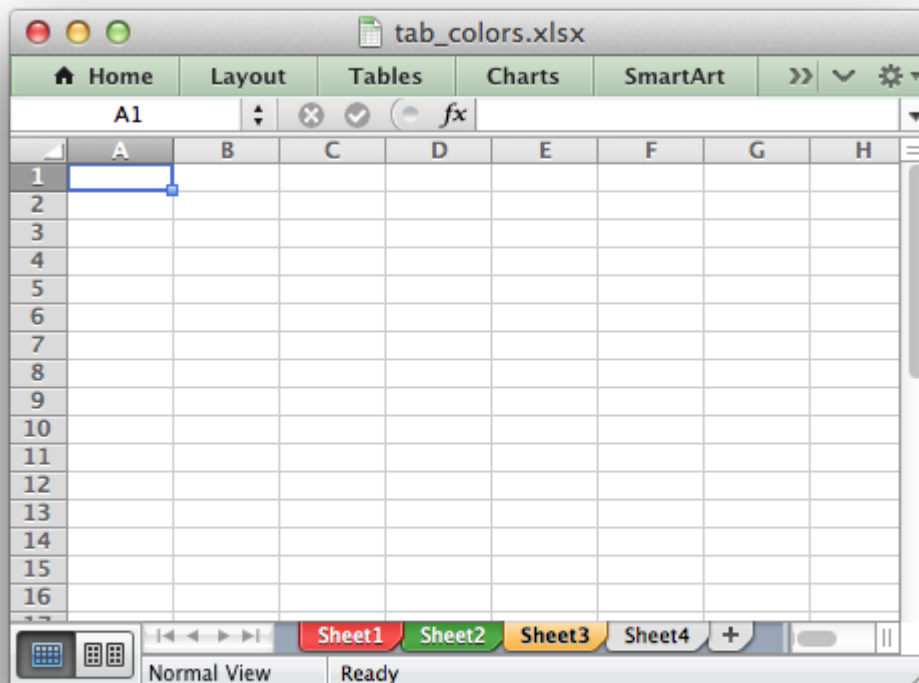 tab_colors.xlsx
Home Layout Tables Charts SmartArt
A1 fx
A B C D E F G H
1
2
3
4
5
6
7
8
9
10
11
12
13
14
15
16
Sheet1 Sheet2 Sheet3 Sheet4 +
Normal View Ready